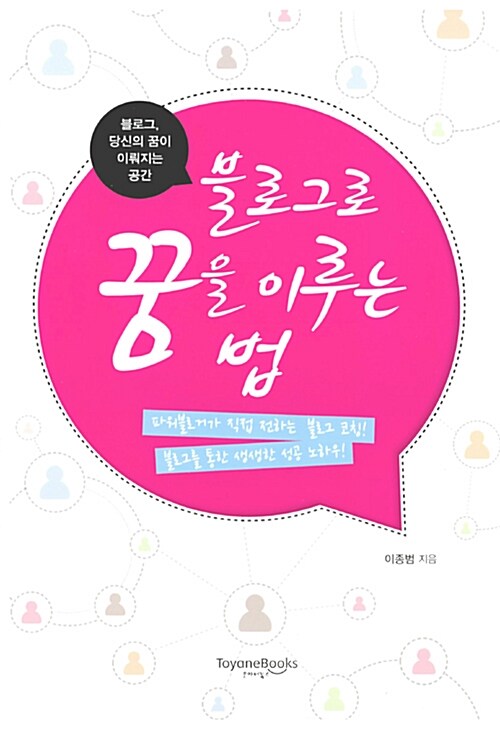 블로그,
당신의 꿈이
이뤄지는
공간
블로그로
꿈을 이루는
법
파워블로거가 직접 전하는 블로그 코칭!
블로그를 통한 생생한 성공 노하우!
이종범 지음
ToyaneBooks